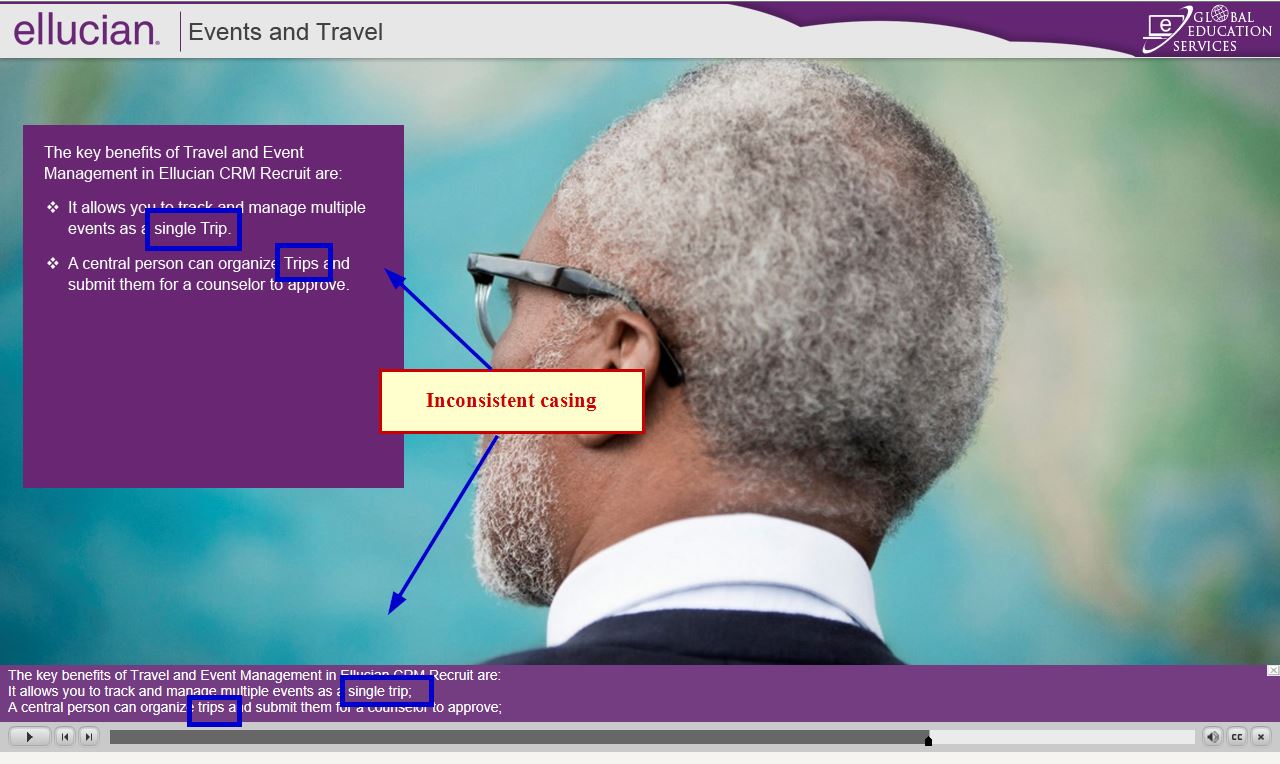 ellucian®
Events and Travel
GLOBAL
EDUCATION
SERVICES
e
The key benefits of Travel and Event
Management in Ellucian CRM Recruit are:
❖ It allows you to track and manage multiple
events as a single Trip.
❖ A central person can organize Trips and
submit them for a counselor to approve.
Inconsistent casing
The key benefits of Travel and Event Management in Ellucian CRM Recruit are:
It allows you to track and manage multiple events as a single trip;
A central person can organize trips and submit them for a counselor to approve;
CC